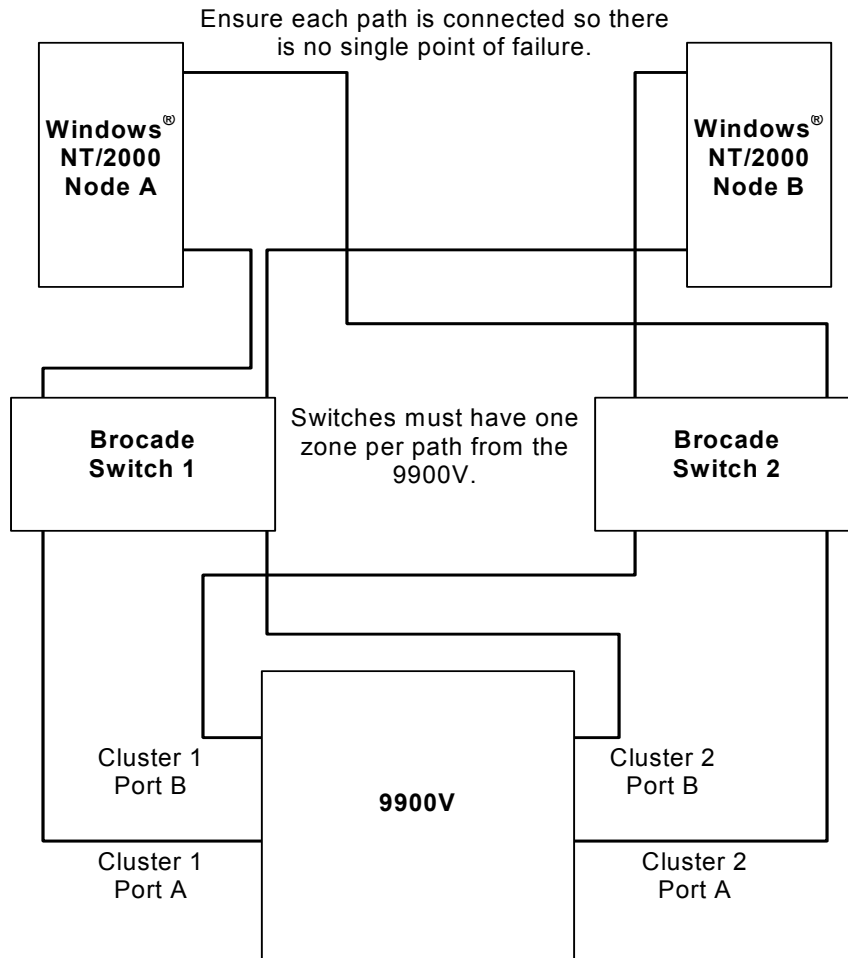 Ensure each path is connected so there
is no single point of failure.
Windows®
NT/2000
Node A
Windows®
NT/2000
Node B
Brocade
Switch 1
Switches must have one
zone per path from the
9900V.
Brocade
Switch 2
Cluster 1
Port B
9900V
Cluster 2
Port B
Cluster 1
Port A
Cluster 2
Port A